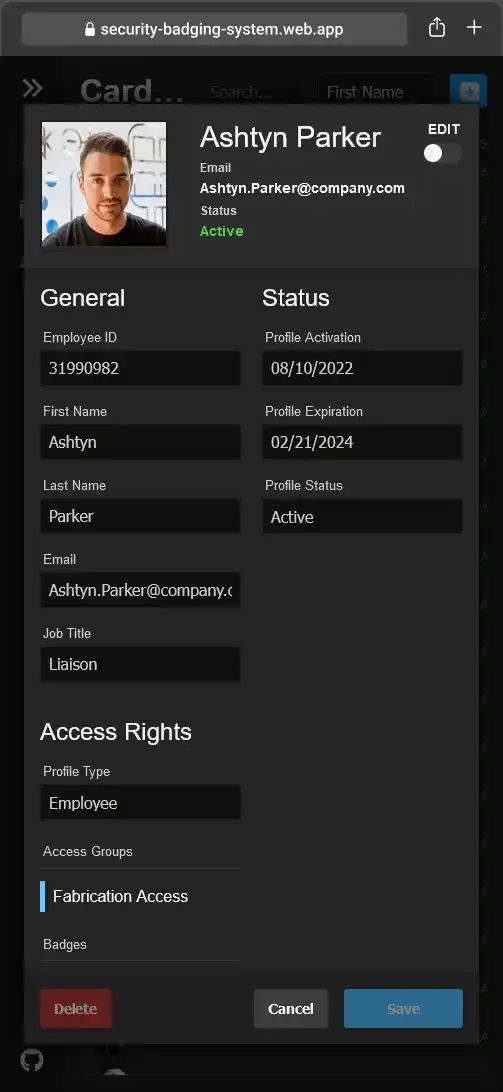 security-badging-system.web.app
Card...
Search...
First Name
Ashtyn Parker
EDIT
Email
Ashtyn.Parker@company.com
Status
Active
General
Status
Employee ID
Profile Activation
31990982
08/10/2022
First Name
Profile Expiration
Ashtyn
02/21/2024
Last Name
Profile Status
Parker
Active
Email
Ashtyn.Parker@company.c
Job Title
Liaison
Access Rights
Profile Type
Employee
Access Groups
Fabrication Access
Badges
Delete
Cancel
Save